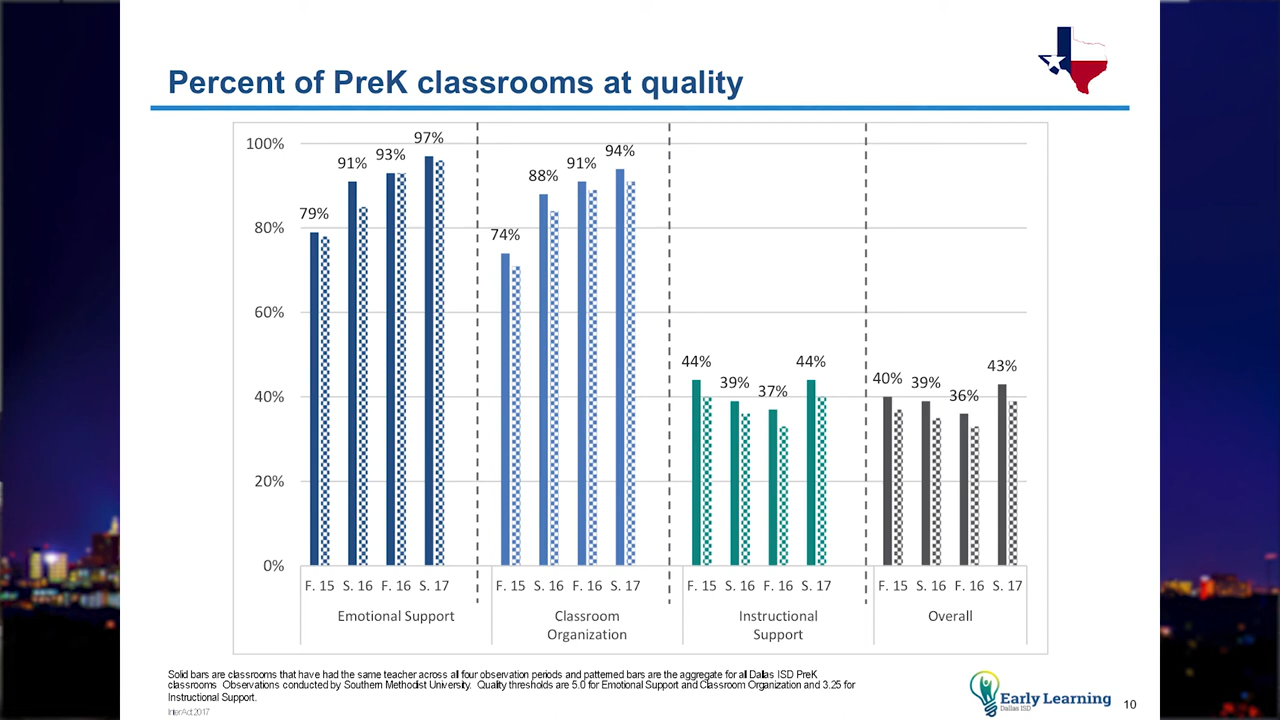 Percent of PreK classrooms at quality
100%
80%
60%
40%
20%
0%
79%
91%
93%
97%
74%
88%
91%
94%
44%
39%
37%
44%
40%
39%
36%
43%
F. 15 S. 16 F. 16 S. 17 F. 15 S. 16 F. 16 S. 17 F. 15 S. 16 F. 16 S. 17 F. 15 S. 16 F. 16 S. 17
Emotional Support
Classroom
Organization
Instructional
Support
Overall
Solid bars are classrooms that have had the same teacher across all four observation periods and patterned bars are the aggregate for all Dallas ISD PreK
classrooms Observations conducted by Southern Methodist University. Quality thresholds are 5.0 for Emotional Support and Classroom Organization and 3.25 for
Instructional Support.
InterAct 2017
Early Learning
Dallas ISD
10